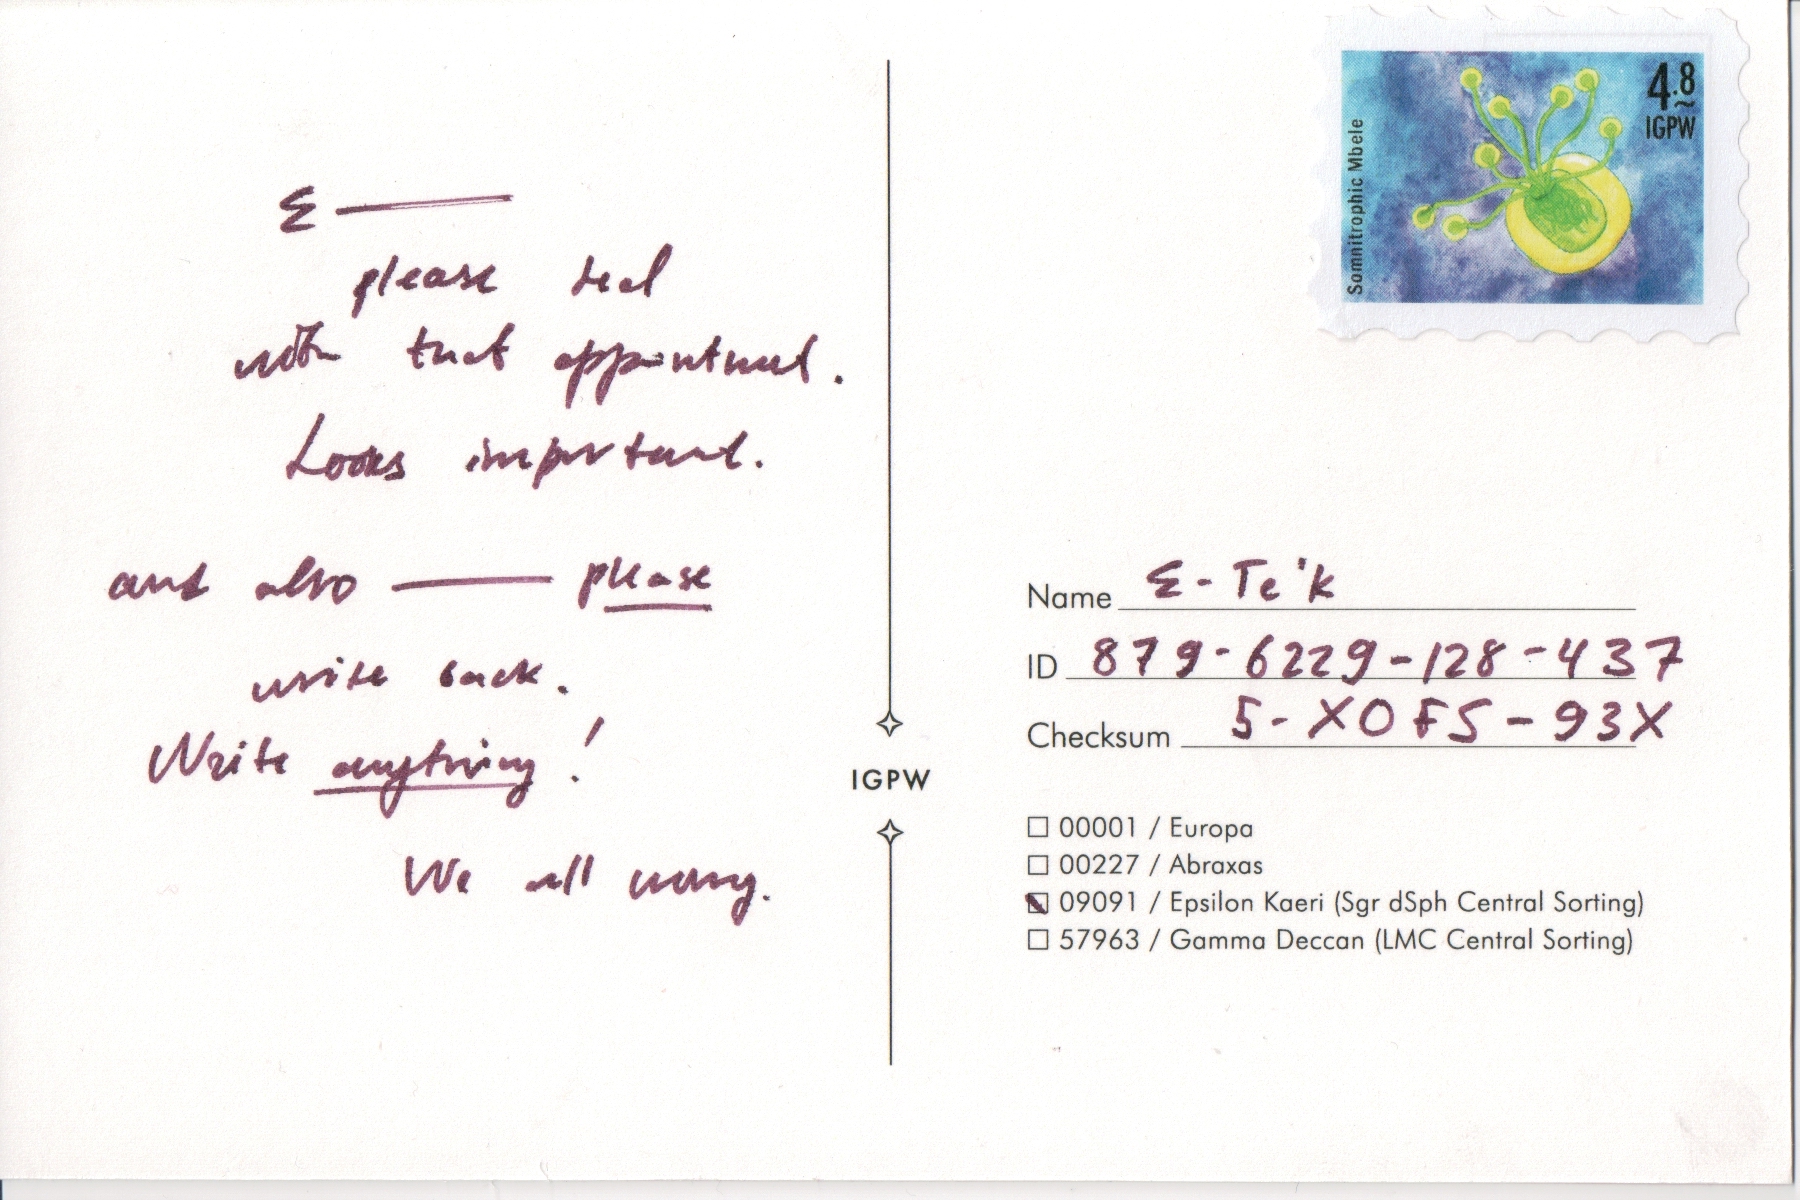 Σ —
please deal
with that appointment.
Looks important.
and also — please
write back.
Write anything!
We all worry.
4.8
IGPW
Somnitrophic Mbele
Name Σ-Te'K
ID 879-6229-128-437
Checksum 5-XOFS-93X
IGPW
00001 / Europa
00227 / Abraxas
09091 / Epsilon Kaeri (Sgr dSph Central Sorting)
57963 / Gamma Deccan (LMC Central Sorting)